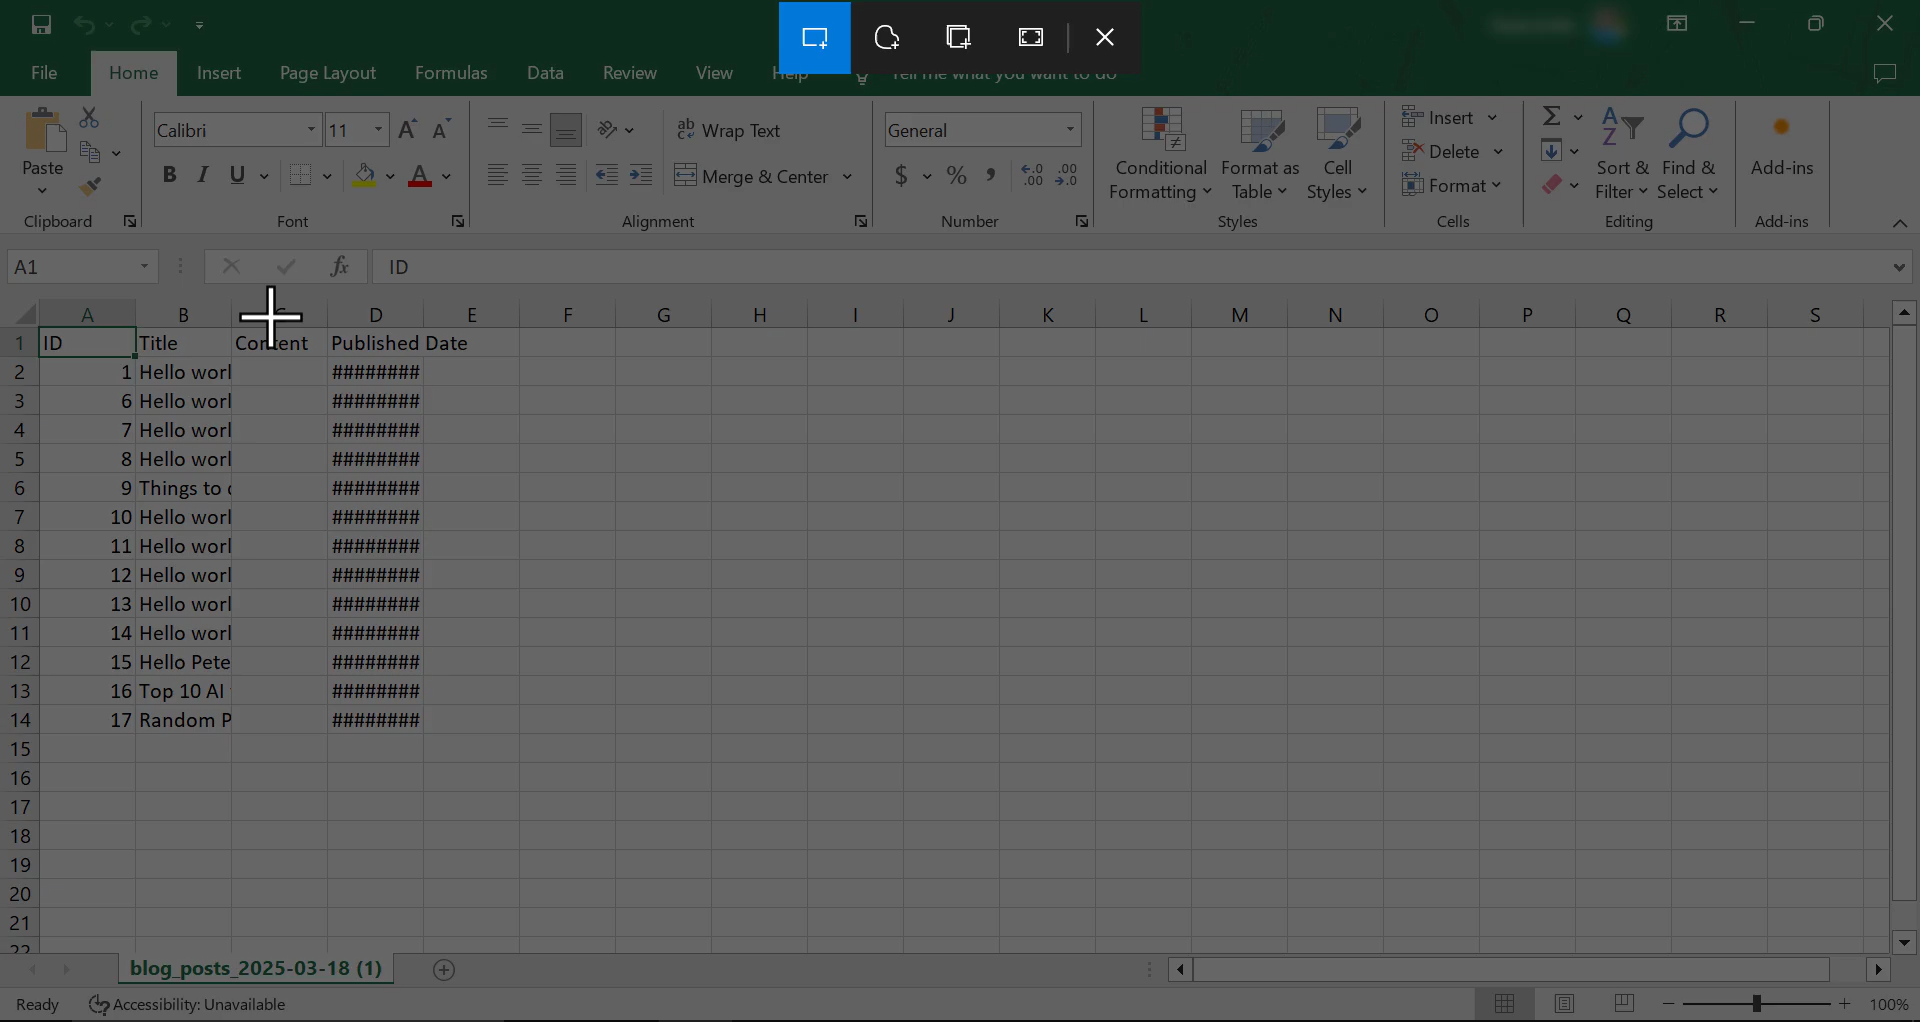 File Home Insert Page Layout Formulas Data Review View Help Tell me what you want to do
Calibri 11 ab Wrap Text General Insert
Paste B I U A Merge & Center $ % , Conditional Formatting Format as Table Cell Styles Delete Format Σ Sort & Filter Find & Select Add-ins
Clipboard Font Alignment Number Styles Cells Editing Add-ins
A1 fx ID
A B C D E F G H I J K L M N O P Q R S
1 ID Title Content Published Date
2 1 Hello worl ########
3 6 Hello worl ########
4 7 Hello worl ########
5 8 Hello worl ########
6 9 Things to ########
7 10 Hello worl ########
8 11 Hello worl ########
9 12 Hello worl ########
10 13 Hello worl ########
11 14 Hello worl ########
12 15 Hello Pete ########
13 16 Top 10 AI ########
14 17 Random P ########
15
16
17
18
19
20
21
22
blog_posts_2025-03-18 (1)
Ready Accessibility: Unavailable 100%